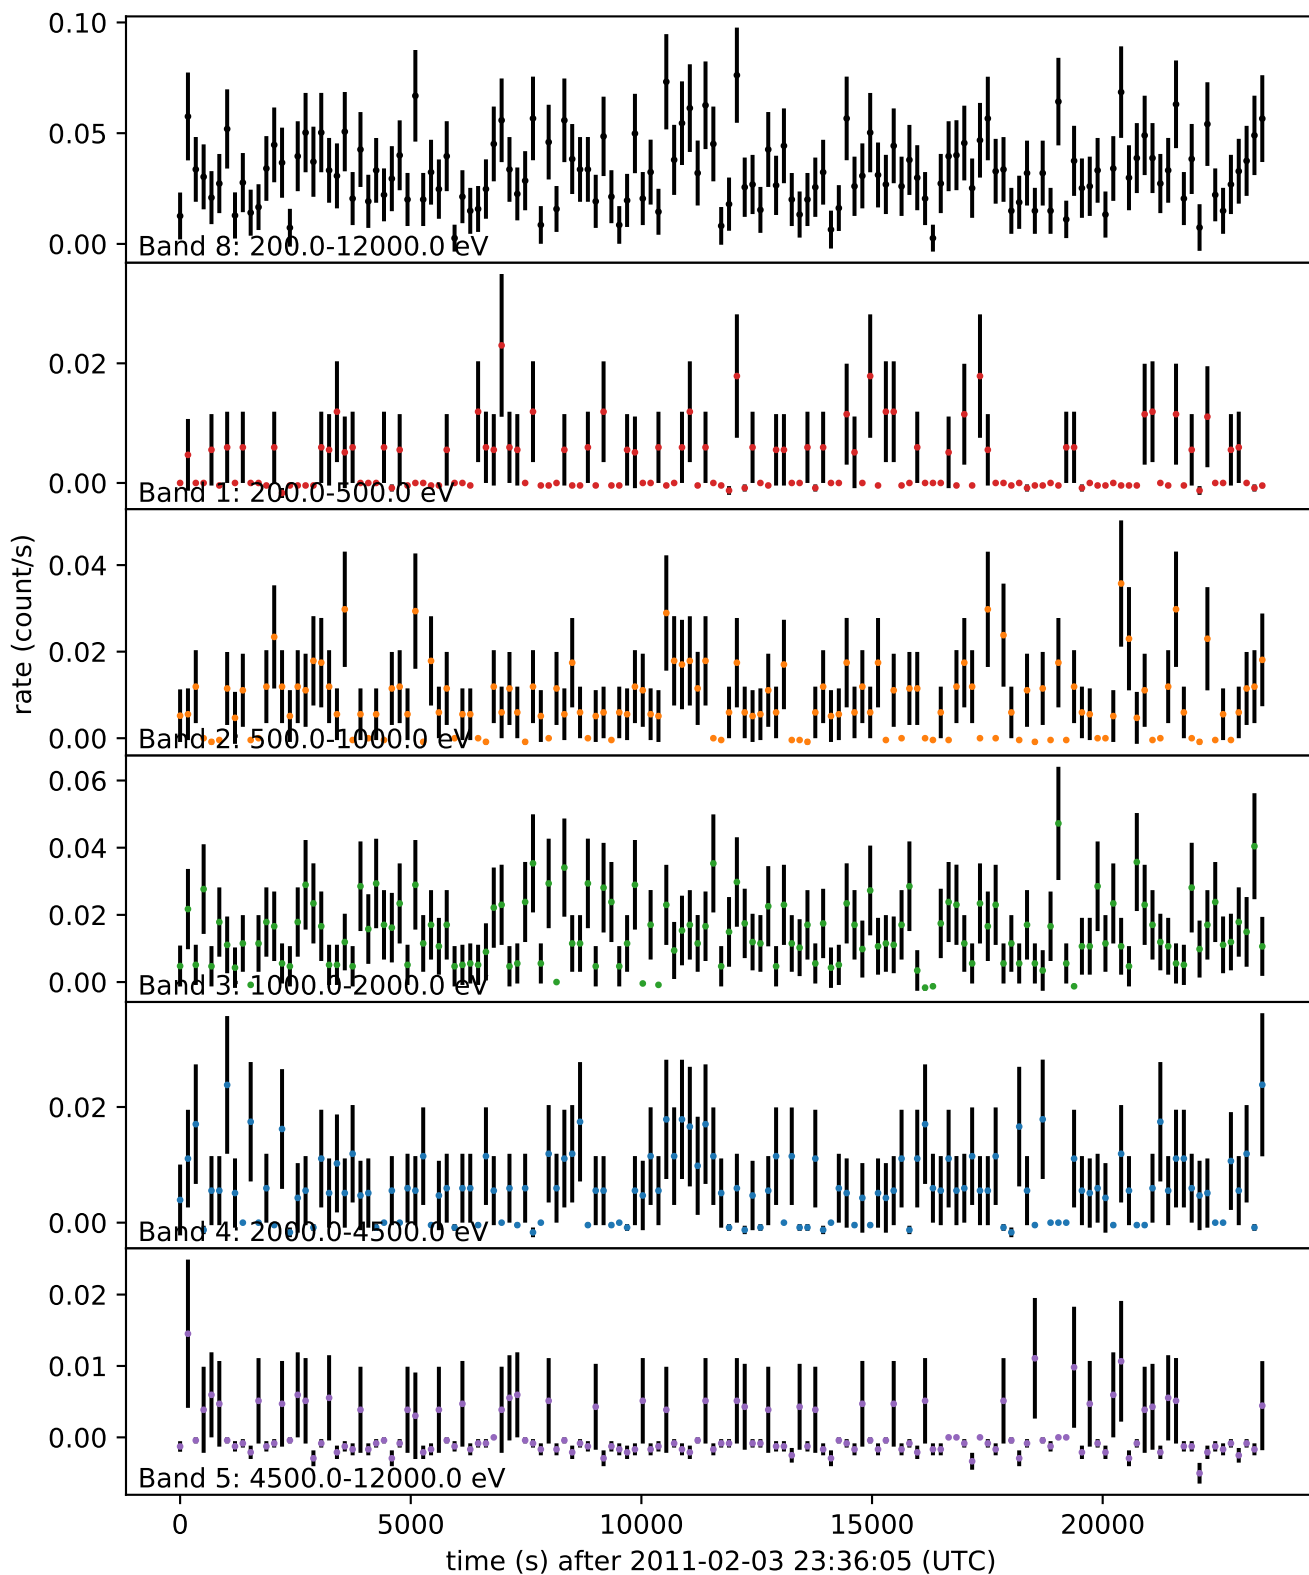 0.10
0.05
0.00
Band 8: 200.0-12000.0 eV
0.02
0.00
Band 1: 200.0-500.0 eV
0.04
0.02
0.00
Band 2: 500.0-1000.0 eV
rate (count/s)
0.06
0.04
0.02
0.00
Band 3: 1000.0-2000.0 eV
0.02
0.00
Band 4: 2000.0-4500.0 eV
0.02
0.01
0.00
Band 5: 4500.0-12000.0 eV
0 5000 10000 15000 20000
time (s) after 2011-02-03 23:36:05 (UTC)